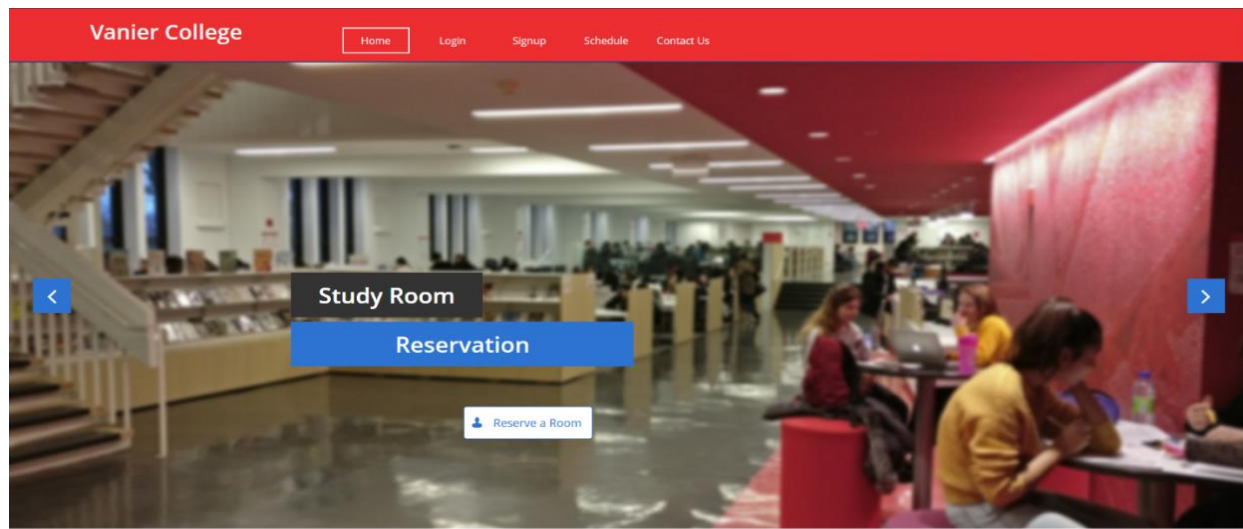 Vanier College
Home Login Signup Schedule Contact Us
Study Room
Reservation
Reserve a Room